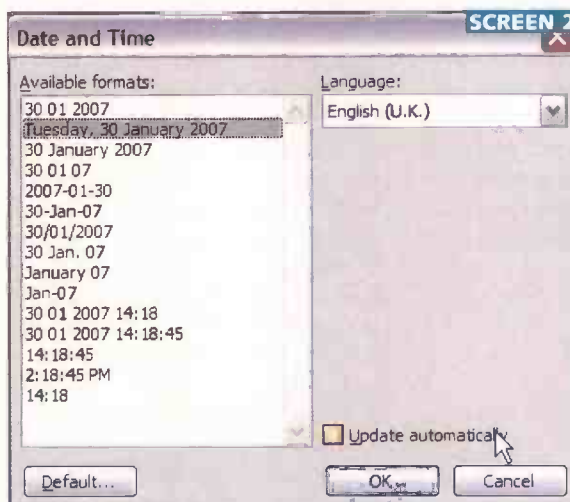 SCREEN 2
Date and Time
Available formats:
30 01 2007
Tuesday, 30 January 2007
30 January 2007
30 01 07
2007-01-30
30-Jan-07
30/01/2007
30 Jan. 07
January 07
Jan-07
30 01 2007 14:18
30 01 2007 14:18:45
14:18:45
2:18:45 PM
14:18
Language:
English (U.K.)
Update automatically
Default...
OK
Cancel